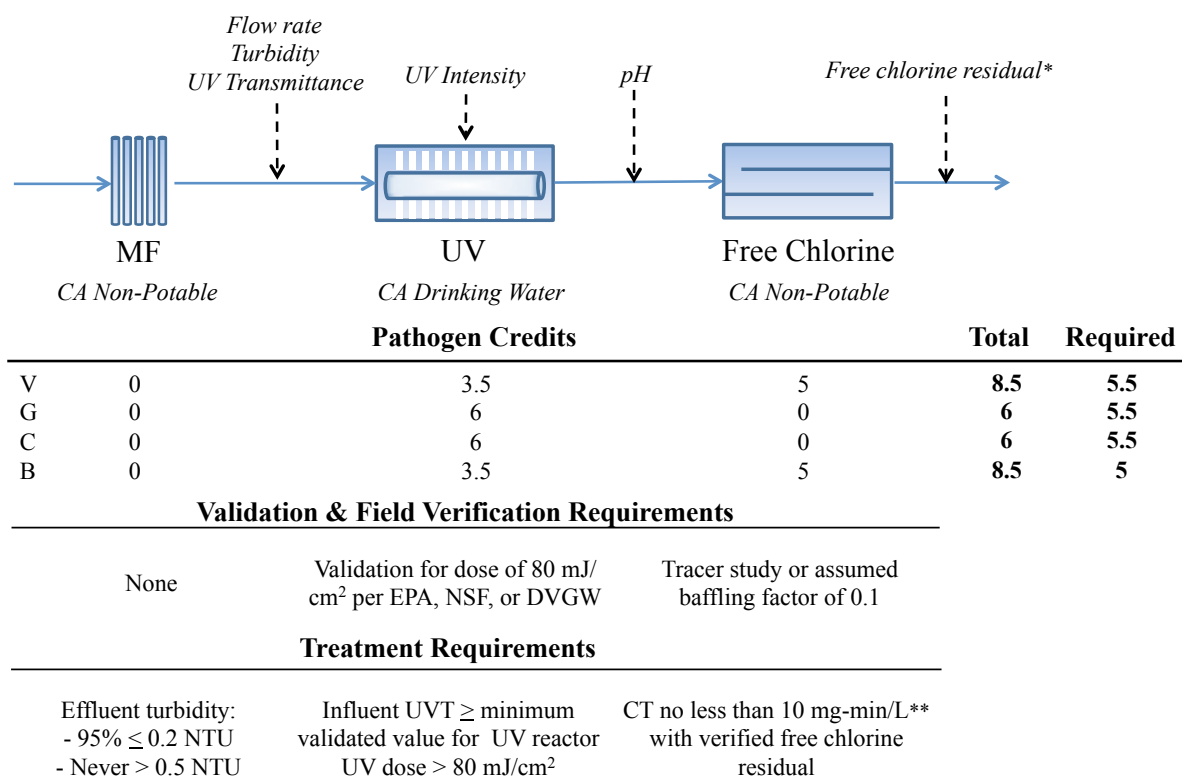 Flow rate
Turbidity
UV Transmittance
UV Intensity
pH
Free chlorine residual*
MF
UV
Free Chlorine
CA Non-Potable
CA Drinking Water
CA Non-Potable
Pathogen Credits
Total
Required
V 0 3.5 5 8.5 5.5
G 0 6 0 6 5.5
C 0 6 0 6 5.5
B 0 3.5 5 8.5 5
Validation & Field Verification Requirements
None
Validation for dose of 80 mJ/
cm² per EPA, NSF, or DVGW
Tracer study or assumed
baffling factor of 0.1
Treatment Requirements
Effluent turbidity:
- 95% ≤ 0.2 NTU
- Never > 0.5 NTU
Influent UVT ≥ minimum
validated value for UV reactor
UV dose > 80 mJ/cm²
CT no less than 10 mg-min/L**
with verified free chlorine
residual